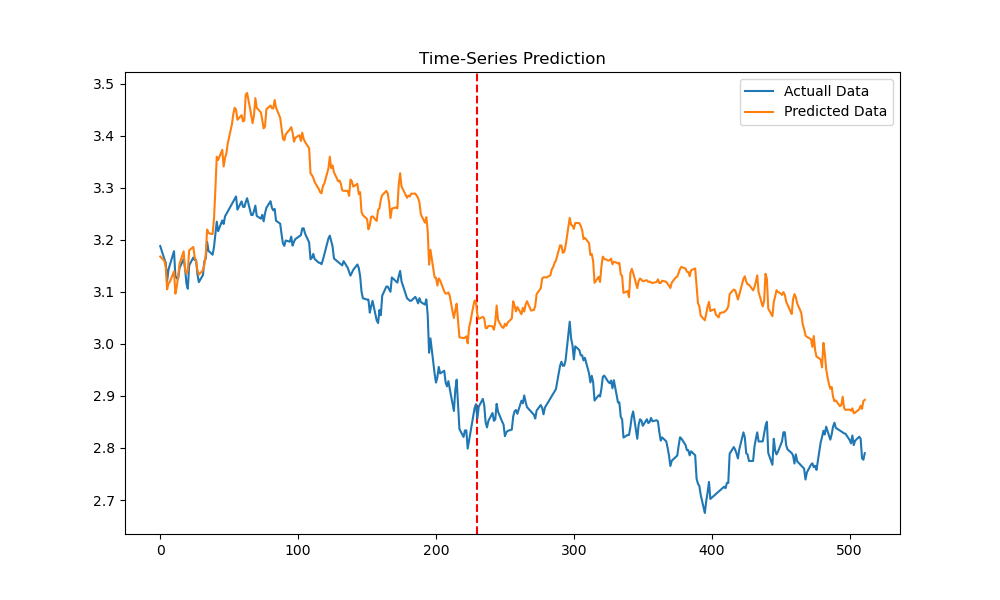 Time-Series Prediction
Actuall Data
Predicted Data
3.5
3.4
3.3
3.2
3.1
3.0
2.9
2.8
2.7
0 100 200 300 400 500